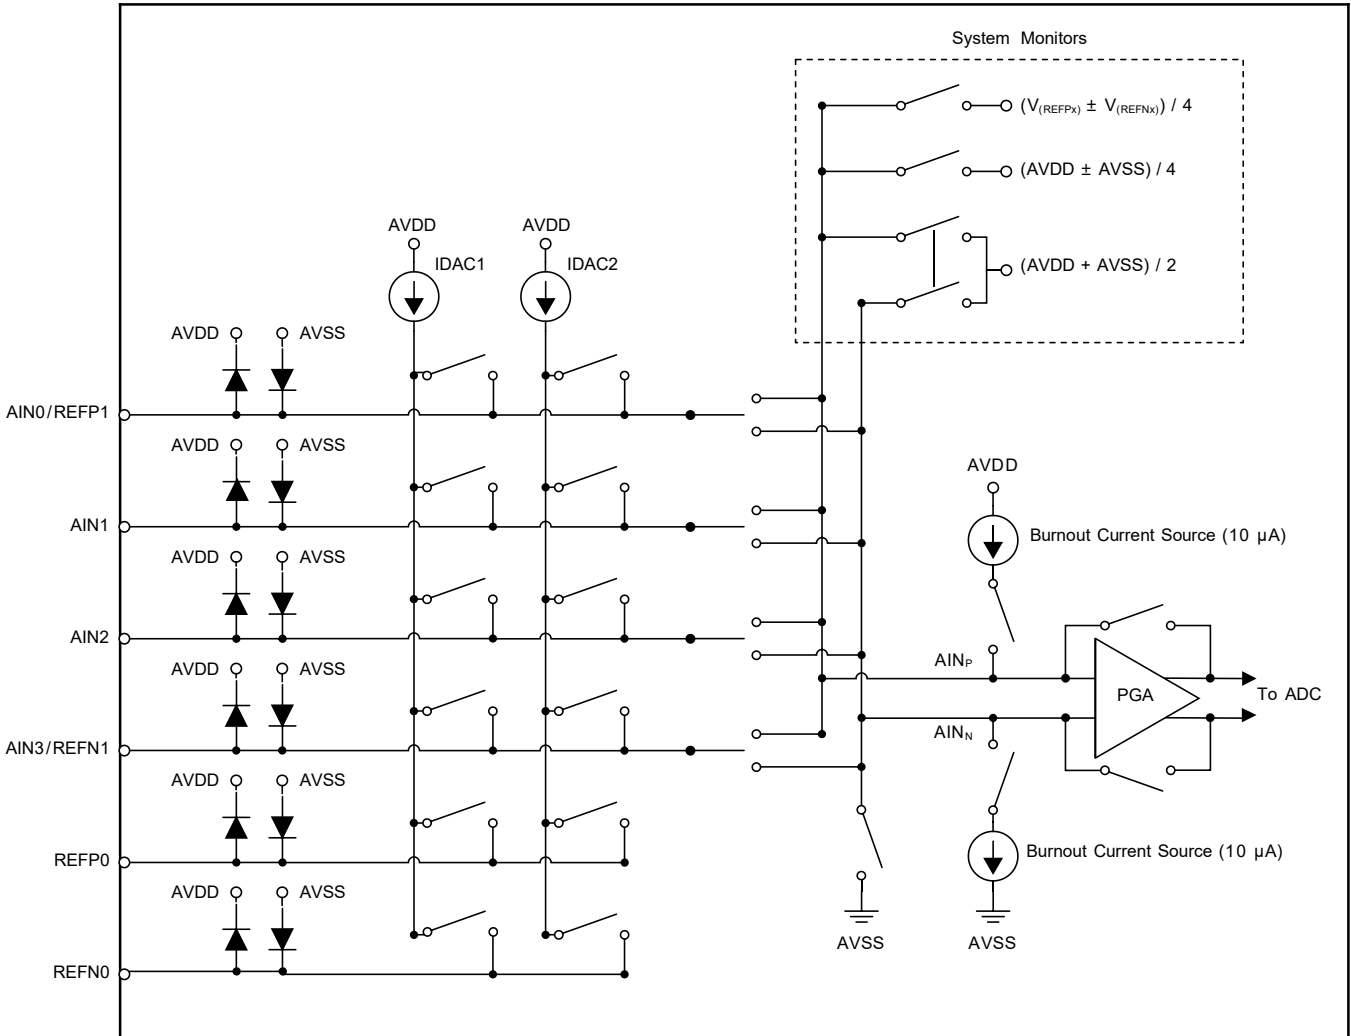 System Monitors
(V(REFPx) ± V(REFNx)) / 4
(AVDD ± AVSS) / 4
(AVDD + AVSS) / 2
AVDD
AVDD
IDAC1
IDAC2
AVDD
AVSS
AIN0/REFP1
AVDD
AVSS
AIN1
AVDD
AVSS
AIN2
AVDD
AVSS
AIN3/REFN1
AVDD
AVSS
REFP0
AVDD
AVSS
REFN0
AVDD
Burnout Current Source (10 µA)
AINP
PGA
To ADC
AINN
Burnout Current Source (10 µA)
AVSS
AVSS